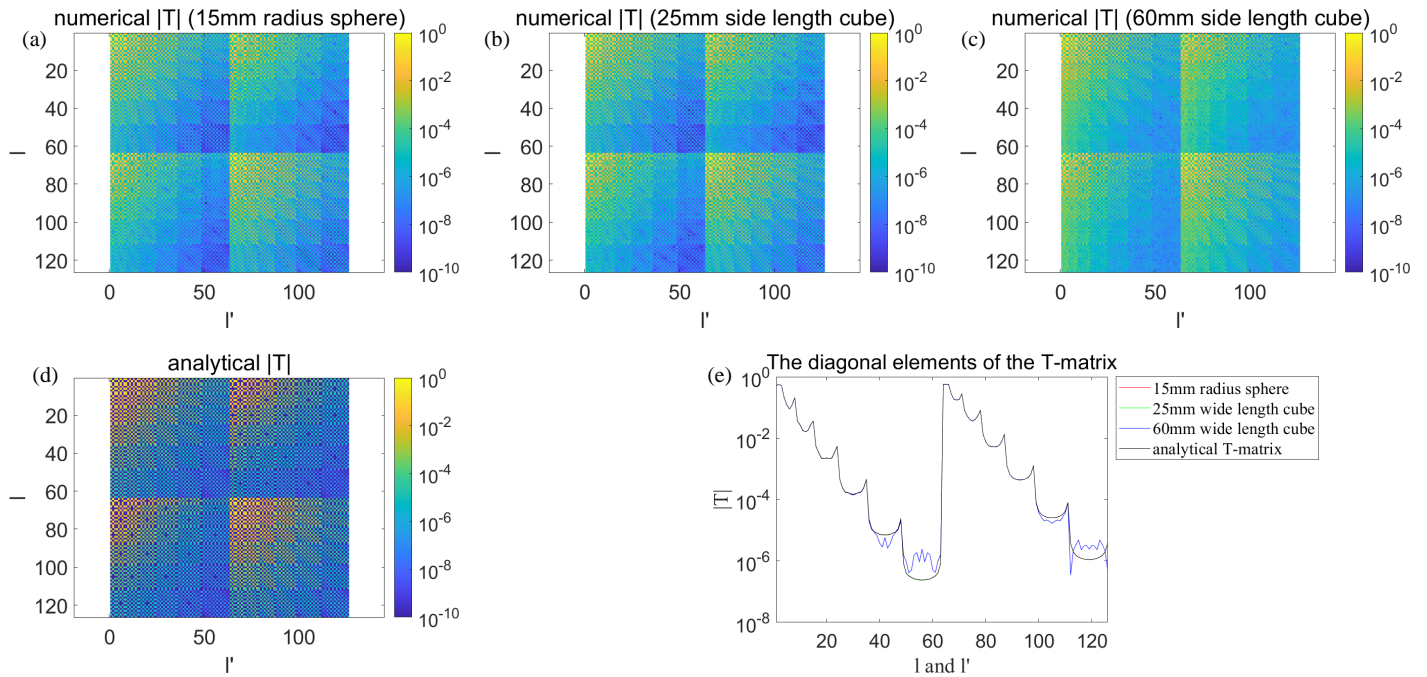 numerical |T| (15mm radius sphere)
(a)
10^0
10^-2
10^-4
10^-6
10^-8
10^-10
20
40
60
80
100
120
l
0
50
100
l'
numerical |T| (25mm side length cube)
(b)
10^0
10^-2
10^-4
10^-6
10^-8
10^-10
20
40
60
80
100
120
l
0
50
100
l'
numerical |T| (60mm side length cube)
(c)
10^0
10^-2
10^-4
10^-6
10^-8
10^-10
20
40
60
80
100
120
l
0
50
100
l'
analytical |T|
(d)
10^0
10^-2
10^-4
10^-6
10^-8
10^-10
20
40
60
80
100
120
l
0
50
100
l'
The diagonal elements of the T-matrix
(e)
10^0
10^-2
10^-4
10^-6
10^-8
|T|
20
40
60
80
100
120
l and l'
15mm radius sphere
25mm wide length cube
60mm wide length cube
analytical T-matrix